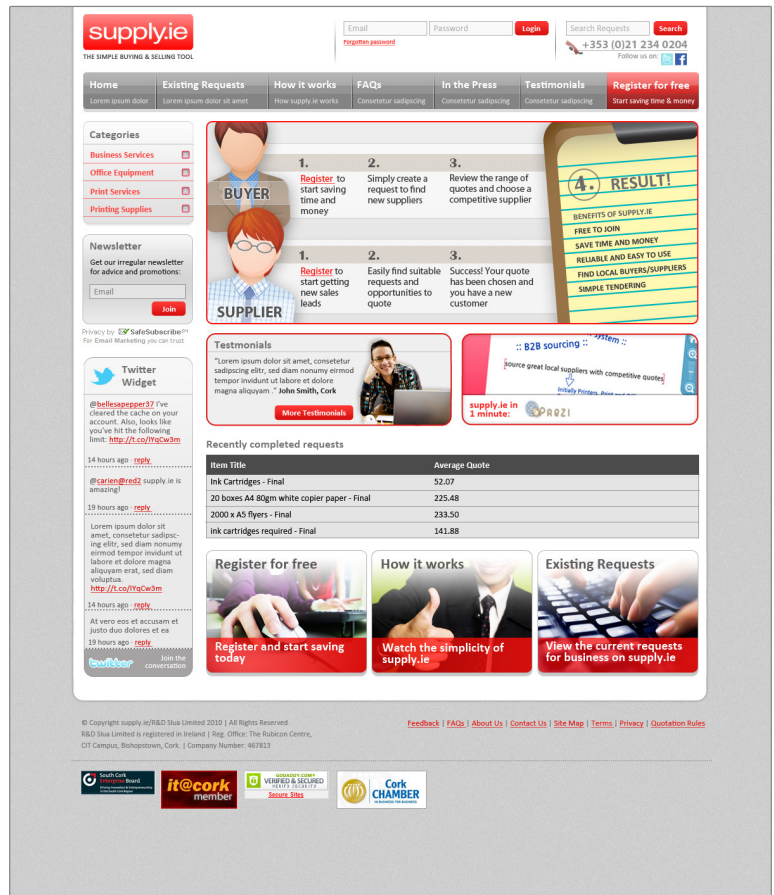 supply.ie
THE SIMPLE BUYING & SELLING TOOL
Email
Password
Login
Forgotten password
Search Requests
Search
+353 (0)21 234 0204
Follow us on:
Home
Lorem ipsum dolor
Existing Requests
Lorem ipsum dolor sit amet
How it works
How supply.ie works
FAQs
Consetetur sadipscing
In the Press
Consetetur sadipscing
Testimonials
Consetetur sadipscing
Register for free
Start saving time & money
Categories
Business Services
Office Equipment
Print Services
Printing Supplies
Newsletter
Get our irregular newsletter
for advice and promotions:
Email
Join
Privacy by SafeSubscribe SM
For Email Marketing you can trust
Twitter
Widget
@bellesapepper37 I've
cleared the cache on your
account. Also, looks like
you've hit the following
limit: http://t.co/IYqCw3m
14 hours ago · reply
@carien@red2 supply.ie is
amazing!
19 hours ago · reply
Lorem ipsum dolor sit
amet, consetetur sadipsc-
ing elitr, sed diam nonumy
eirmod tempor invidunt ut
labore et dolore magna
aliquyam erat, sed diam
voluptua.
http://t.co/IYqCw3m
14 hours ago · reply
At vero eos et accusam et
justo duo dolores et ea
19 hours ago · reply
twitter
Join the
conversation
BUYER
1.
Register to
start saving
time and
money
2.
Simply create a
request to find
new suppliers
3.
Review the range of
quotes and choose a
competitive supplier
SUPPLIER
1.
Register to
start getting
new sales
leads
2.
Easily find suitable
requests and
opportunities to
quote
3.
Success! Your quote
has been chosen and
you have a new
customer
4. RESULT!
BENEFITS OF SUPPLY.IE
FREE TO JOIN
SAVE TIME AND MONEY
RELIABLE AND EASY TO USE
FIND LOCAL BUYERS/SUPPLIERS
SIMPLE TENDERING
Testmonials
"Lorem ipsum dolor sit amet, consetetur
sadipscing elitr, sed diam nonumy eirmod
tempor invidunt ut labore et dolore
magna aliquyam ." John Smith, Cork
More Testimonials
:: B2B sourcing ::
system ::
[source great local suppliers with competitive quotes]
supply.ie in
1 minute:
PREZI
Recently completed requests
Item Title Average Quote
Ink Cartridges - Final 52.07
20 boxes A4 80gm white copier paper - Final 225.48
2000 x A5 flyers - Final 233.50
ink cartridges required - Final 141.88
Register for free
Register and start saving
today
How it works
Watch the simplicity of
supply.ie
Existing Requests
View the current requests
for business on supply.ie
© Copyright supply.ie/R&D Slua Limited 2010 | All Rights Reserved.
R&D Slua Limited is registered in Ireland | Reg. Office: The Rubicon Centre,
CIT Campus, Bishopstown, Cork. | Company Number: 467813
Feedback | FAQs | About Us | Contact Us | Site Map | Terms | Privacy | Quotation Rules
South Cork
Enterprise Board
it@cork
member
GODADDY.COM
VERIFIED & SECURED
VERIFY SECURITY
Secure Sites
Cork
CHAMBER